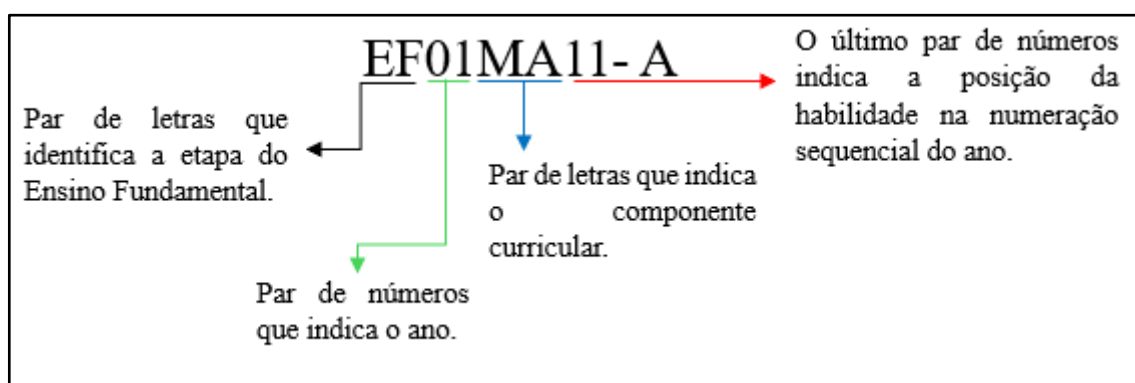 EF01MA11- A
O último par de números
indica a posição da
habilidade na numeração
sequencial do ano.
Par de letras que
identifica a etapa do
Ensino Fundamental.
Par de letras que indica
o componente
curricular.
Par de números
que indica o ano.